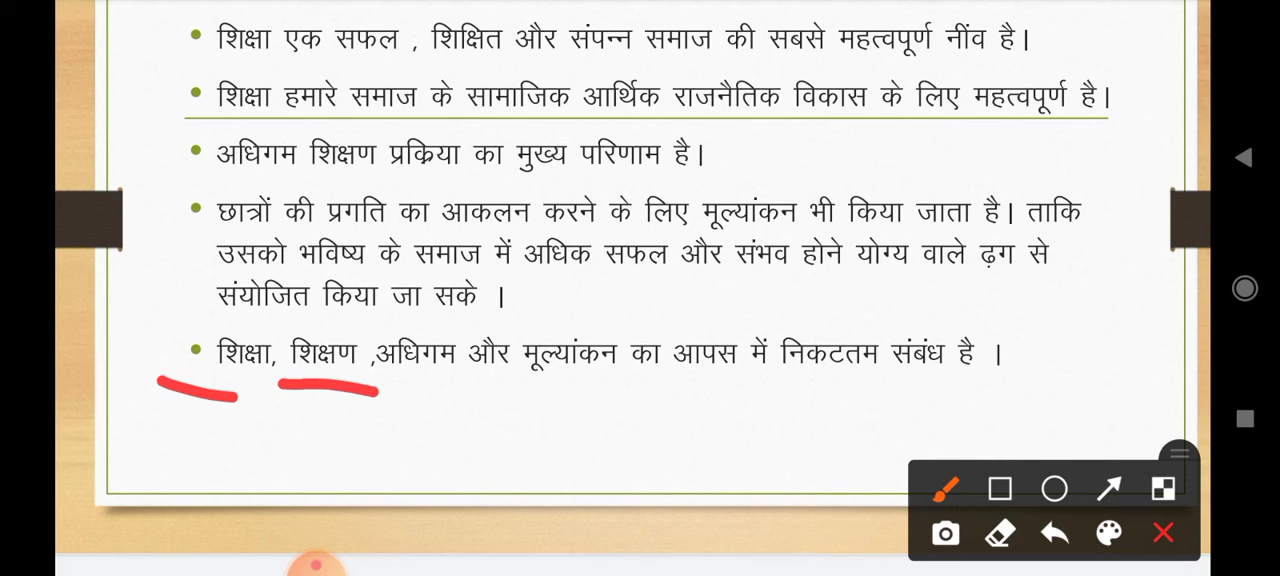 • शिक्षा एक सफल , शिक्षित और संपन्न समाज की सबसे महत्वपूर्ण नींव है।
• शिक्षा हमारे समाज के सामाजिक आर्थिक राजनैतिक विकास के लिए महत्वपूर्ण है।
• अधिगम शिक्षण प्रक्रिया का मुख्य परिणाम है।
• छात्रों की प्रगति का आकलन करने के लिए मूल्यांकन भी किया जाता है। ताकि
उसको भविष्य के समाज में अधिक सफल और संभव होने योग्य वाले ढ़ग से
संयोजित किया जा सके ।
• शिक्षा, शिक्षण ,अधिगम और मूल्यांकन का आपस में निकटतम संबंध है ।